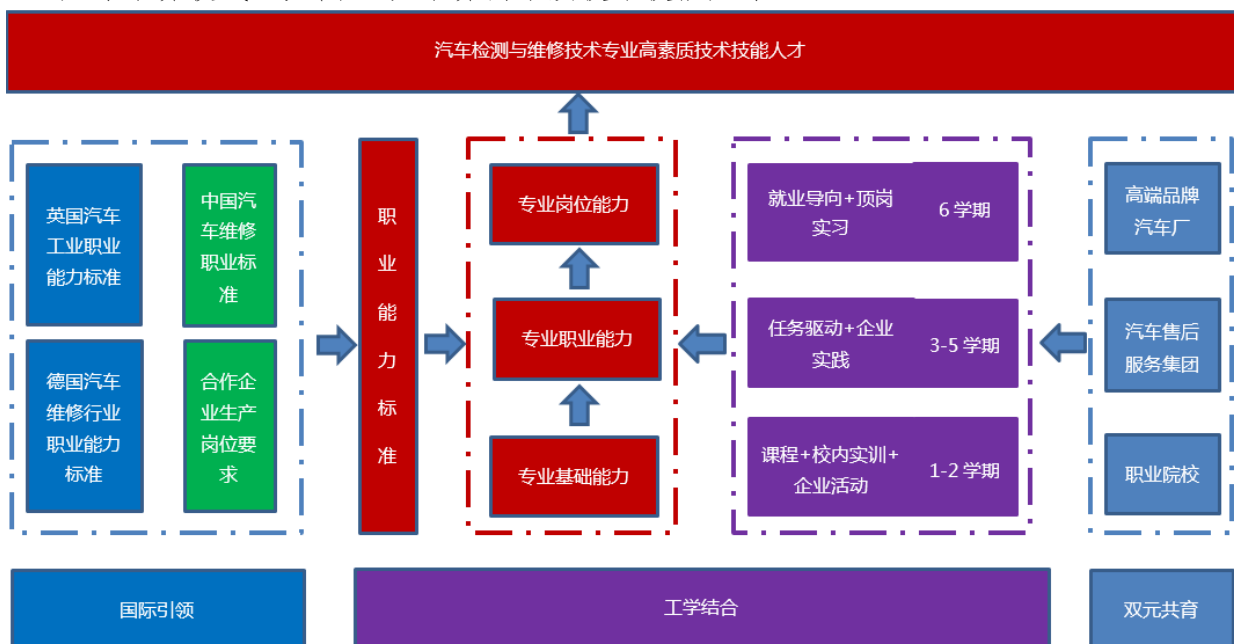 汽车检测与维修技术专业高素质技术技能人才
英国汽车
工业职业
能力标准
中国汽
车维修
职业标
准
德国汽车
维修行业
职业能力
标准
合作企
业生产
岗位要
求
职
业
能
力
标
准
专业岗位能力
专业职业能力
专业基础能力
就业导向+顶岗
实习
6 学期
任务驱动+企业
实践
3-5 学期
课程+校内实训+
企业活动
1-2 学期
高端品牌
汽车厂
汽车售后
服务集团
职业院校
国际引领
工学结合
双元共育